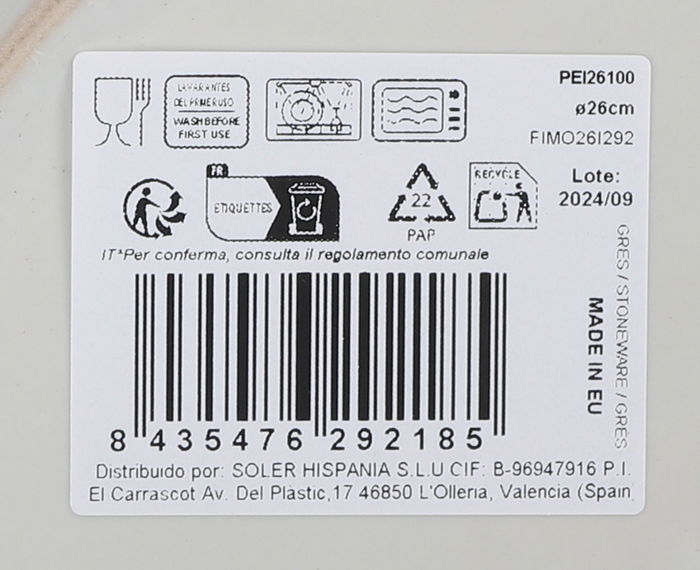 LAVAR ANTES
DEL PRIMER USO
WASH BEFORE
FIRST USE
PEI26100
ø26cm
FIMO26I292
Lote:
2024/09
FR
ETIQUETTES
22
PAP
RECYCLE
IT*Per conferma, consulta il regolamento comunale
GRES / STONEWARE / GRES
MADE IN EU
8 435476 292185
Distribuido por: SOLER HISPANIA S.L.U CIF: B-96947916 P.I.
El Carrascot Av. Del Plàstic,17 46850 L'Olleria, Valencia (Spain